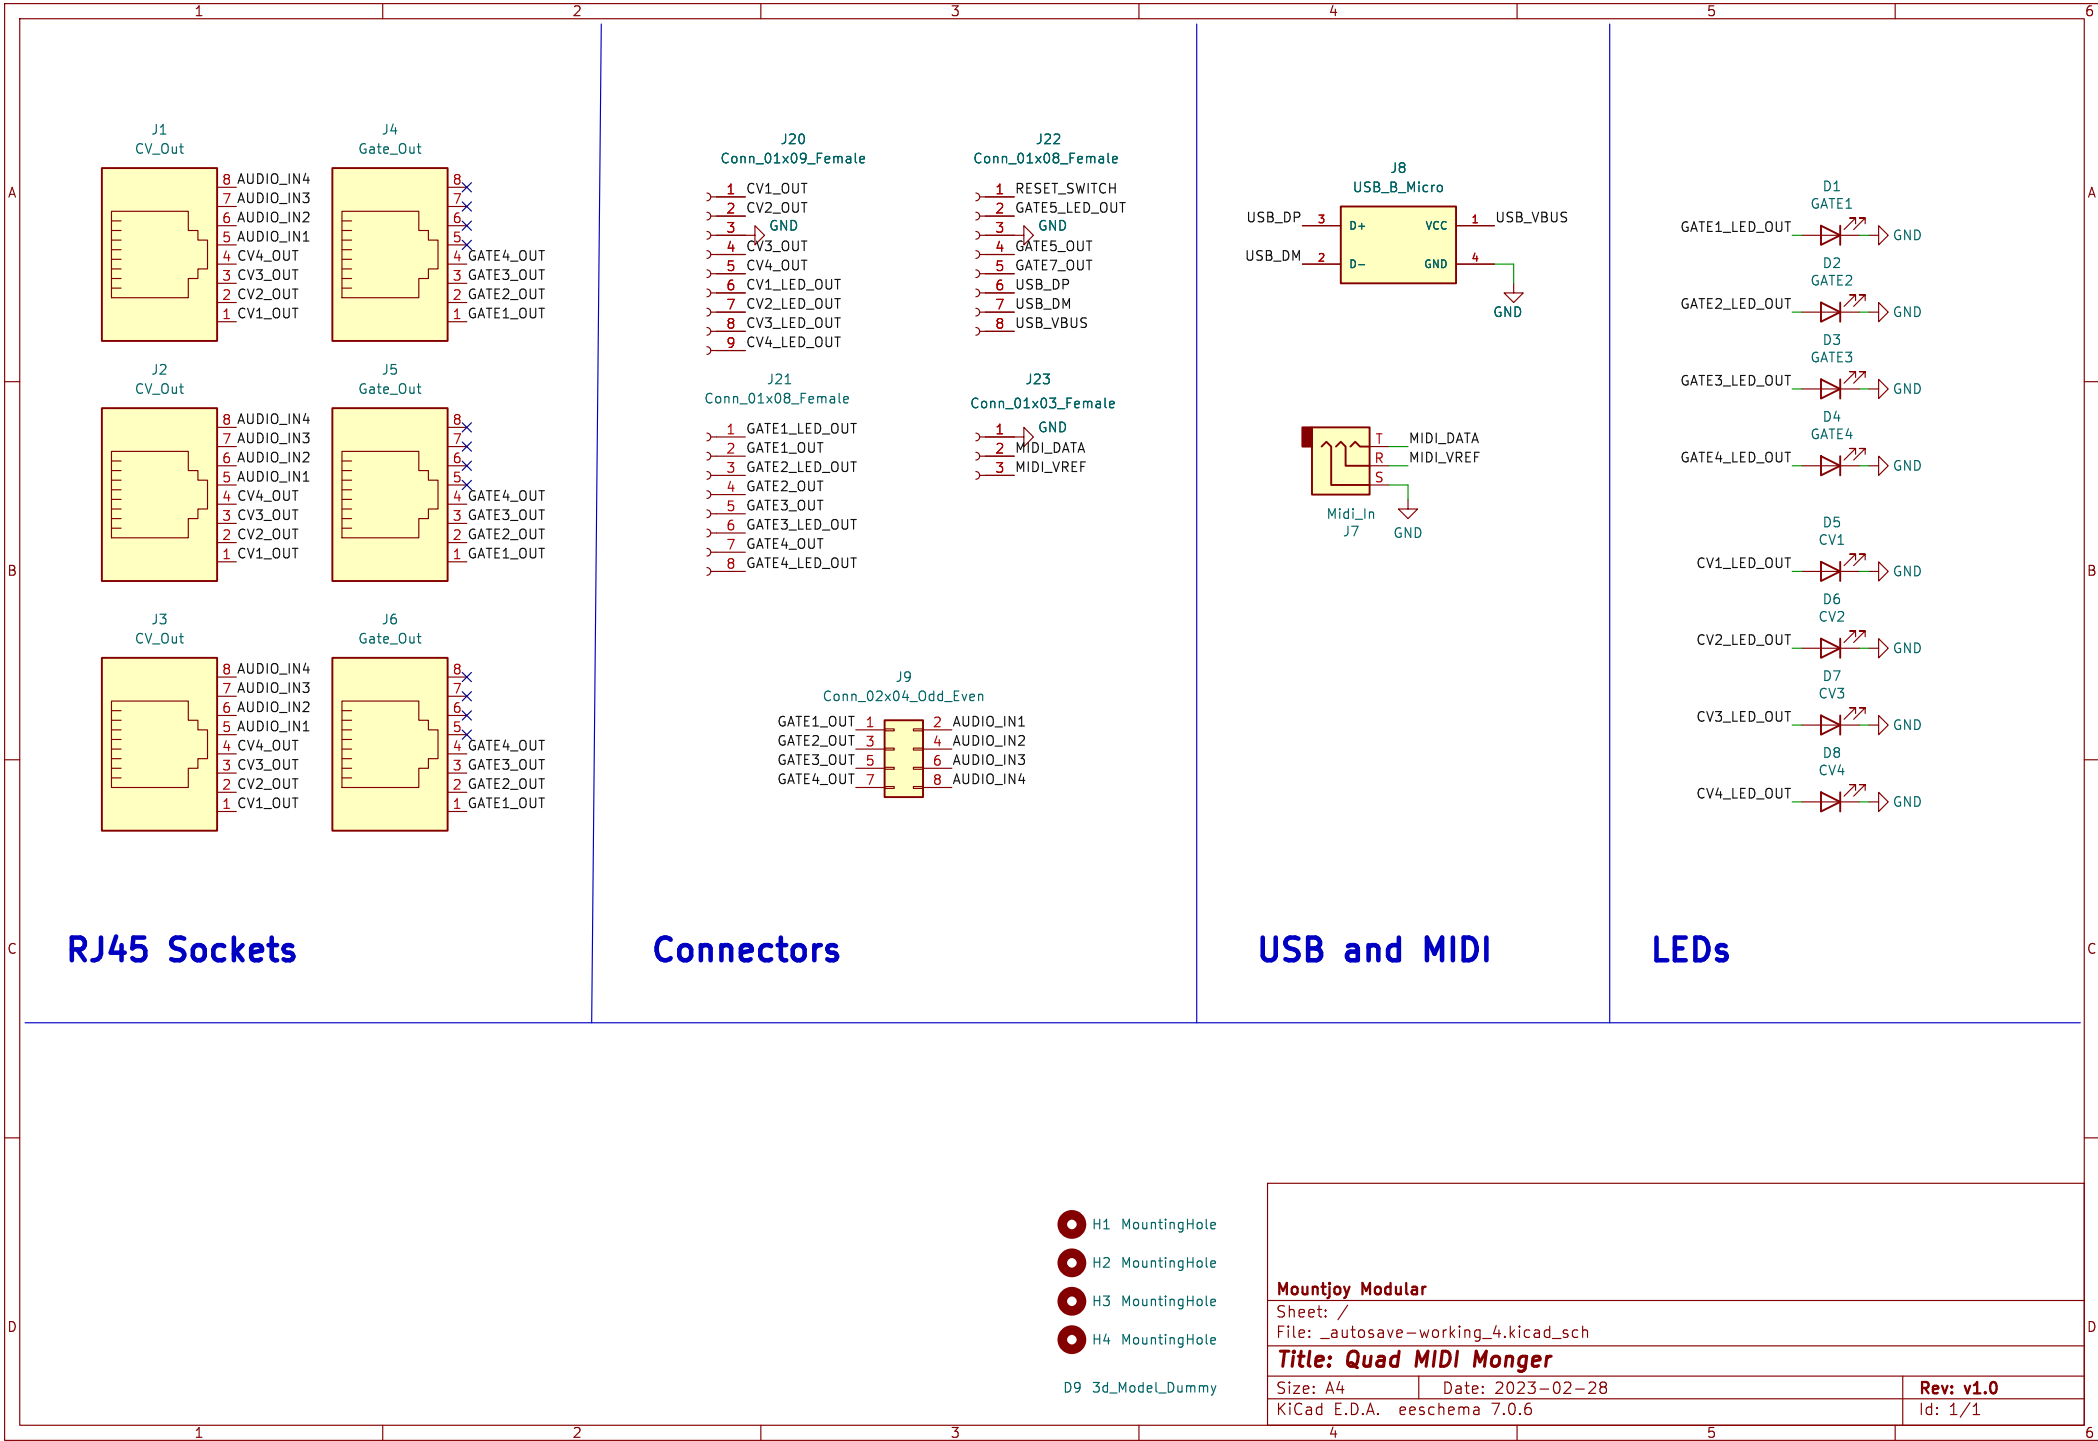 1 2 3 4 5 6
A A
B B
C C
D D
J1
CV_Out
8 AUDIO_IN4
7 AUDIO_IN3
6 AUDIO_IN2
5 AUDIO_IN1
4 CV4_OUT
3 CV3_OUT
2 CV2_OUT
1 CV1_OUT
J4
Gate_Out
8
7
6
5
4 GATE4_OUT
3 GATE3_OUT
2 GATE2_OUT
1 GATE1_OUT
J2
CV_Out
8 AUDIO_IN4
7 AUDIO_IN3
6 AUDIO_IN2
5 AUDIO_IN1
4 CV4_OUT
3 CV3_OUT
2 CV2_OUT
1 CV1_OUT
J5
Gate_Out
8
7
6
5
4 GATE4_OUT
3 GATE3_OUT
2 GATE2_OUT
1 GATE1_OUT
J3
CV_Out
8 AUDIO_IN4
7 AUDIO_IN3
6 AUDIO_IN2
5 AUDIO_IN1
4 CV4_OUT
3 CV3_OUT
2 CV2_OUT
1 CV1_OUT
J6
Gate_Out
8
7
6
5
4 GATE4_OUT
3 GATE3_OUT
2 GATE2_OUT
1 GATE1_OUT
RJ45 Sockets
J20
Conn_01x09_Female
1 CV1_OUT
2 CV2_OUT
3 GND
4 CV3_OUT
5 CV4_OUT
6 CV1_LED_OUT
7 CV2_LED_OUT
8 CV3_LED_OUT
9 CV4_LED_OUT
J22
Conn_01x08_Female
1 RESET_SWITCH
2 GATE5_LED_OUT
3 GND
4 GATE5_OUT
5 GATE7_OUT
6 USB_DP
7 USB_DM
8 USB_VBUS
J21
Conn_01x08_Female
1 GATE1_LED_OUT
2 GATE1_OUT
3 GATE2_LED_OUT
4 GATE2_OUT
5 GATE3_OUT
6 GATE3_LED_OUT
7 GATE4_OUT
8 GATE4_LED_OUT
J23
Conn_01x03_Female
1 GND
2 MIDI_DATA
3 MIDI_VREF
J9
Conn_02x04_Odd_Even
GATE1_OUT 1 2 AUDIO_IN1
GATE2_OUT 3 4 AUDIO_IN2
GATE3_OUT 5 6 AUDIO_IN3
GATE4_OUT 7 8 AUDIO_IN4
Connectors
J8
USB_B_Micro
USB_DP 3 D+ VCC 1 USB_VBUS
USB_DM 2 D- GND 4
GND
T MIDI_DATA
R MIDI_VREF
S
Midi_In
J7
GND
USB and MIDI
D1
GATE1
GATE1_LED_OUT GND
D2
GATE2
GATE2_LED_OUT GND
D3
GATE3
GATE3_LED_OUT GND
D4
GATE4
GATE4_LED_OUT GND
D5
CV1
CV1_LED_OUT GND
D6
CV2
CV2_LED_OUT GND
D7
CV3
CV3_LED_OUT GND
D8
CV4
CV4_LED_OUT GND
LEDs
H1 MountingHole
H2 MountingHole
H3 MountingHole
H4 MountingHole
D9 3d_Model_Dummy
Mountjoy Modular
Sheet: /
File: _autosave-working_4.kicad_sch
Title: Quad MIDI Monger
Size: A4 Date: 2023-02-28 Rev: v1.0
KiCad E.D.A. eeschema 7.0.6 Id: 1/1
1 2 3 4 5 6